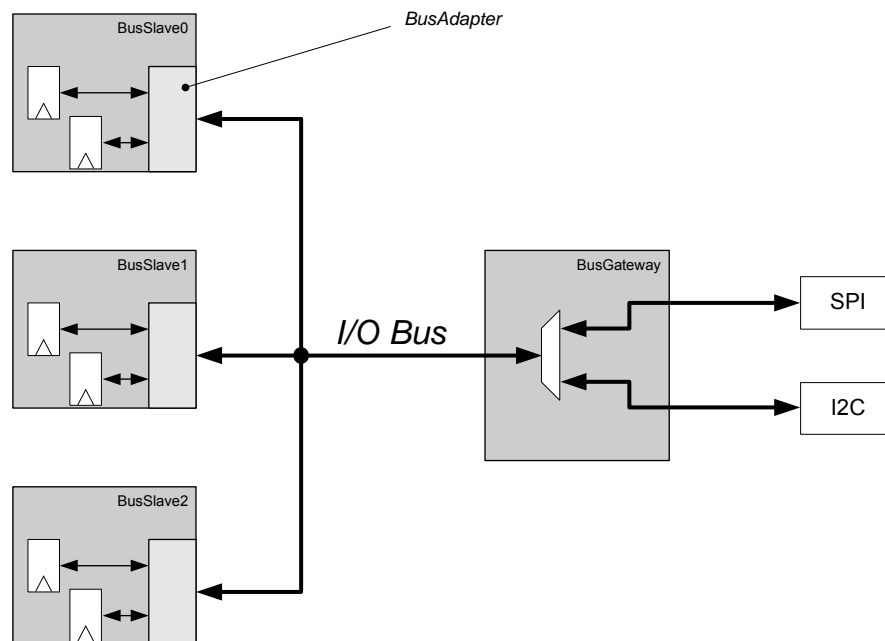 BusSlave0
BusAdapter
BusSlave1
BusGateway
SPI
I/O Bus
I2C
BusSlave2